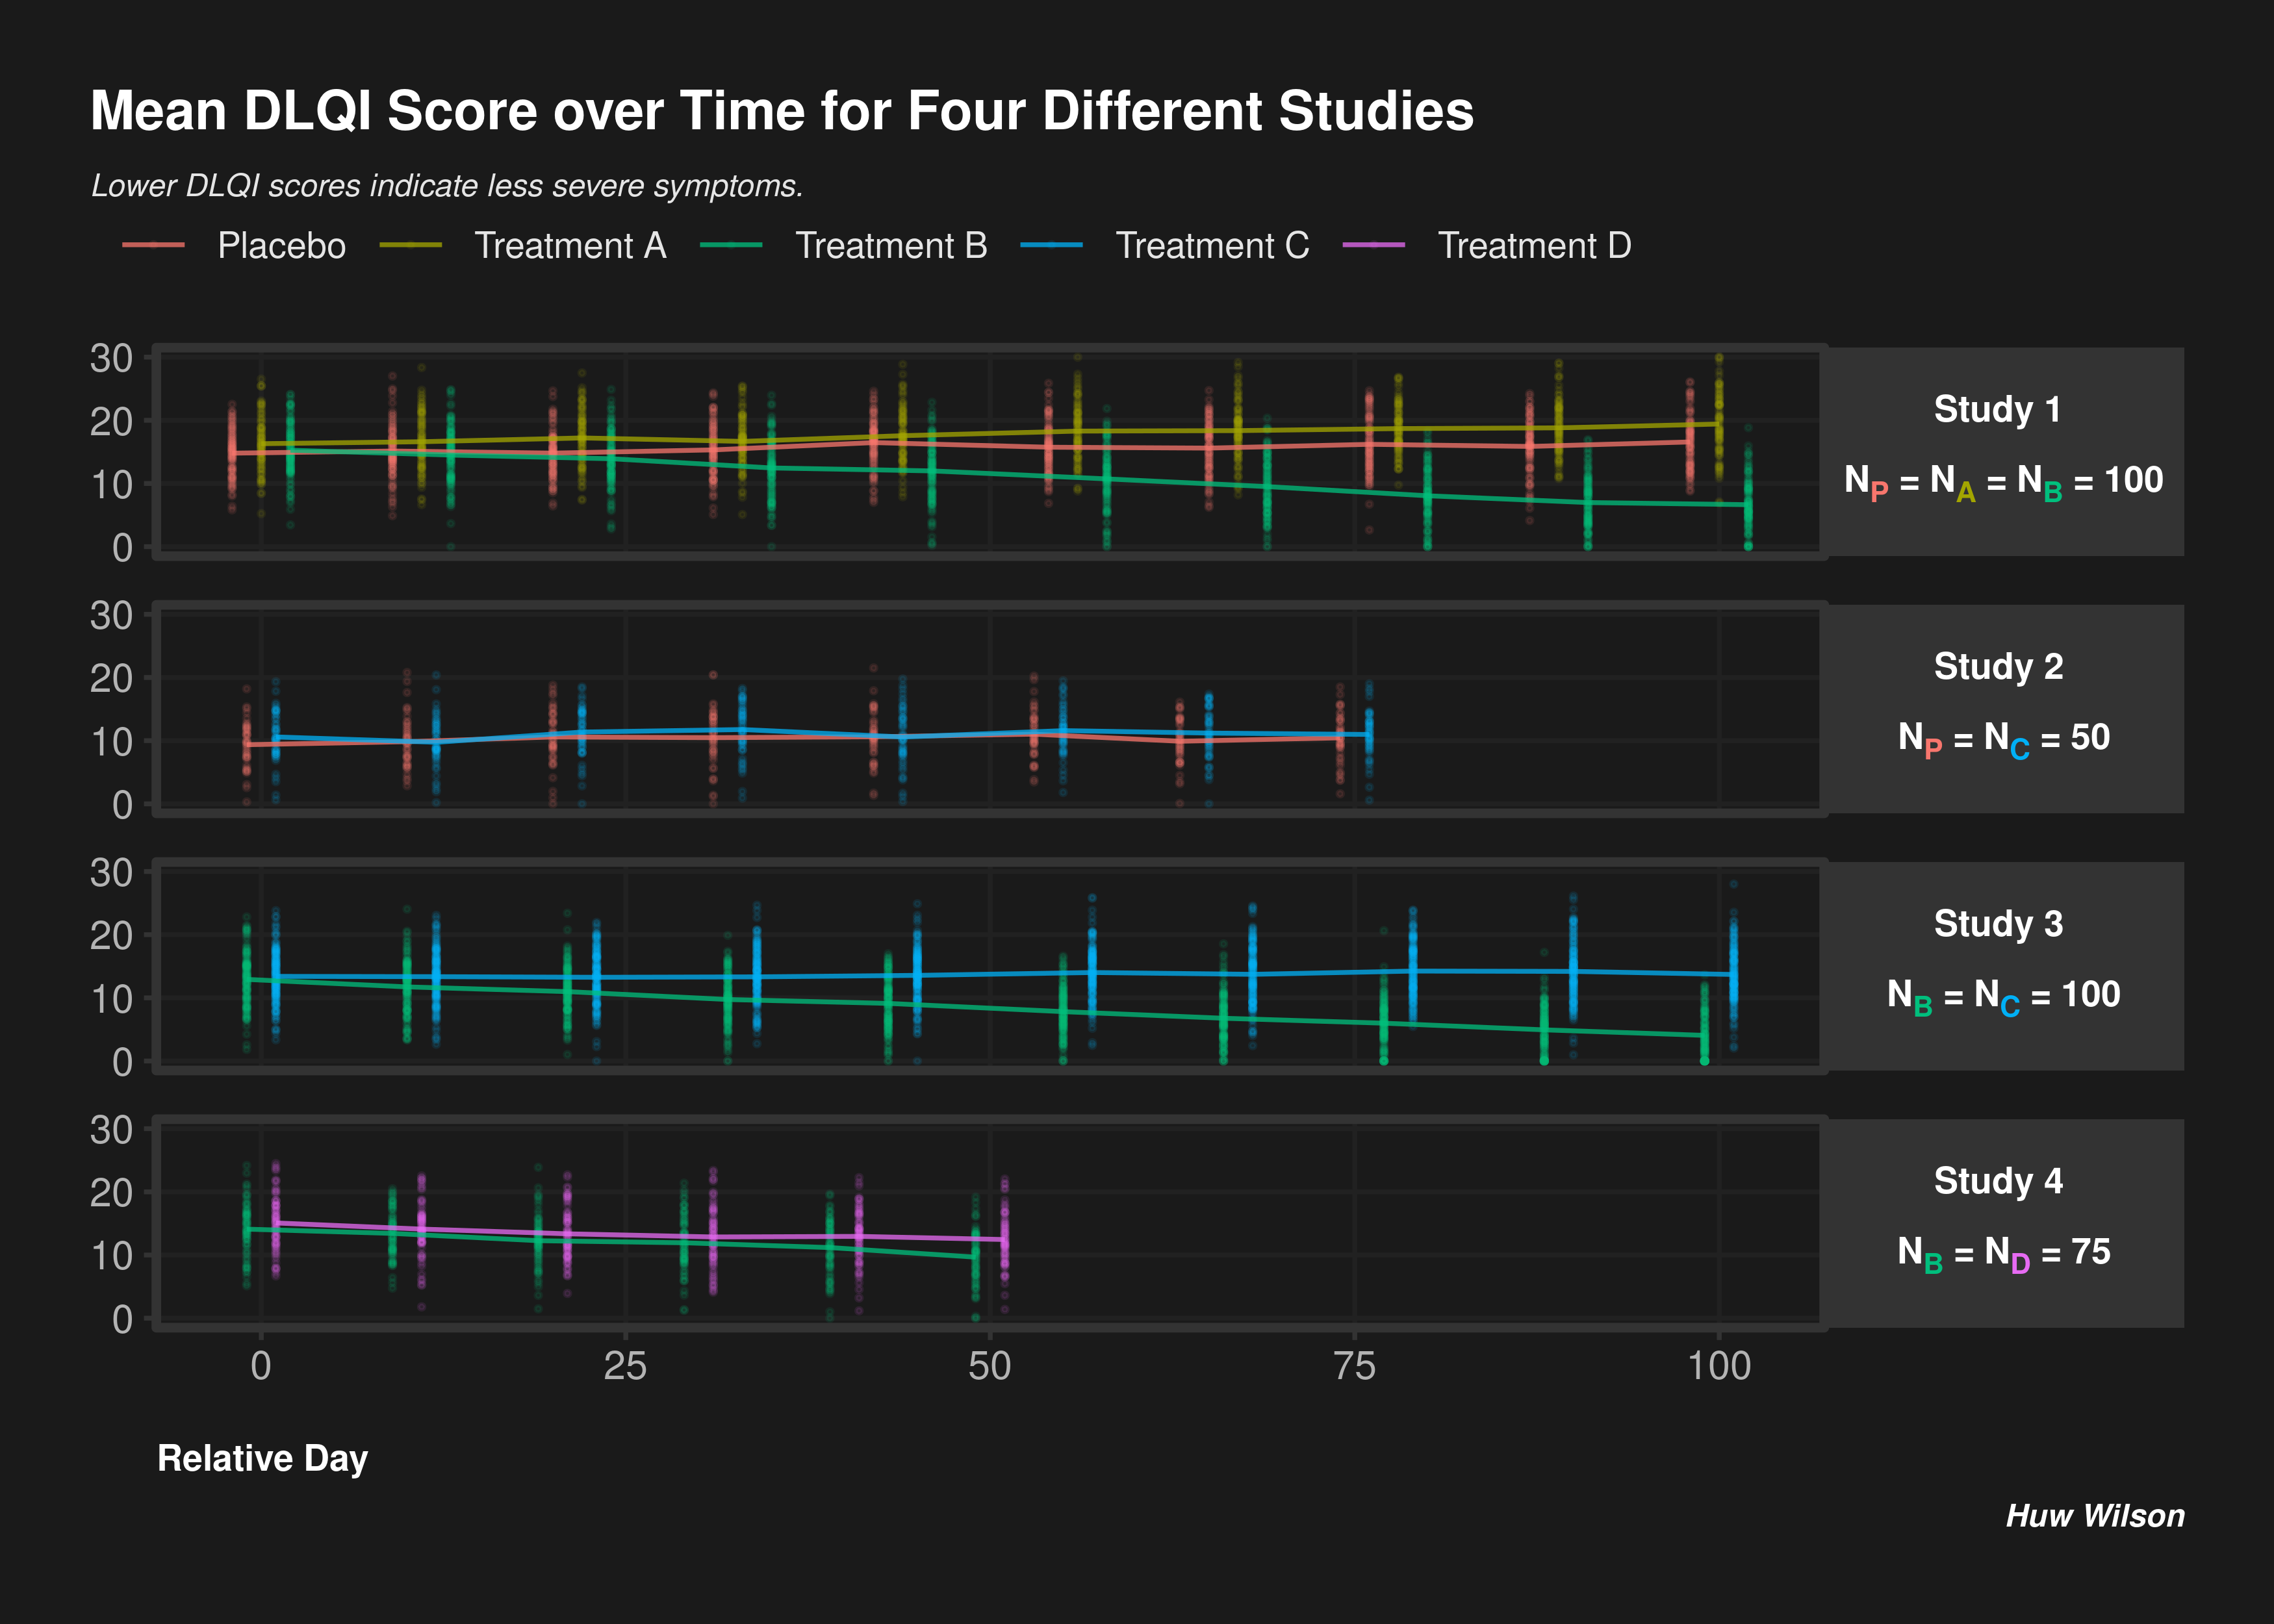 Mean DLQI Score over Time for Four Different Studies
Lower DLQI scores indicate less severe symptoms.
Placebo Treatment A Treatment B Treatment C Treatment D
30
20
10
0
Study 1
NP = NA = NB = 100
30
20
10
0
Study 2
NP = NC = 50
30
20
10
0
Study 3
NB = NC = 100
30
20
10
0
Study 4
NB = ND = 75
0 25 50 75 100
Relative Day
Huw Wilson